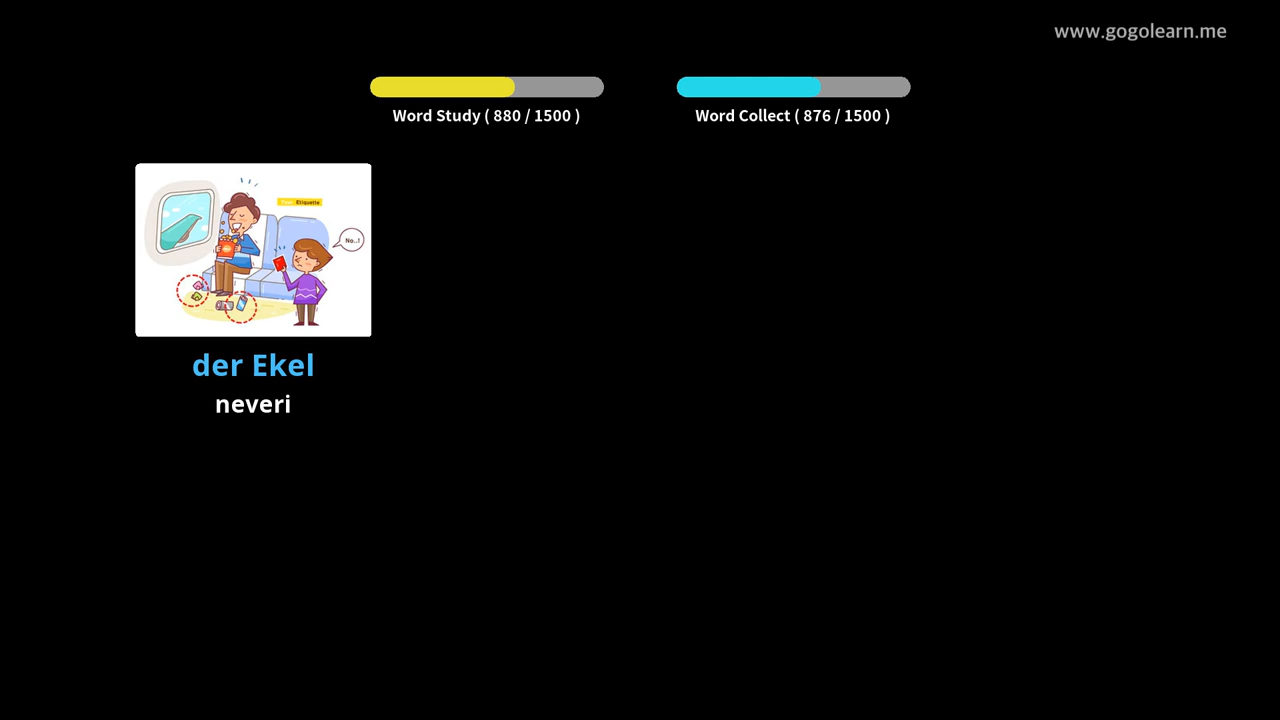 www.gogolearn.me
Word Study ( 880 / 1500 )
Word Collect ( 876 / 1500 )
Etiquette
No..!
der Ekel
neveri